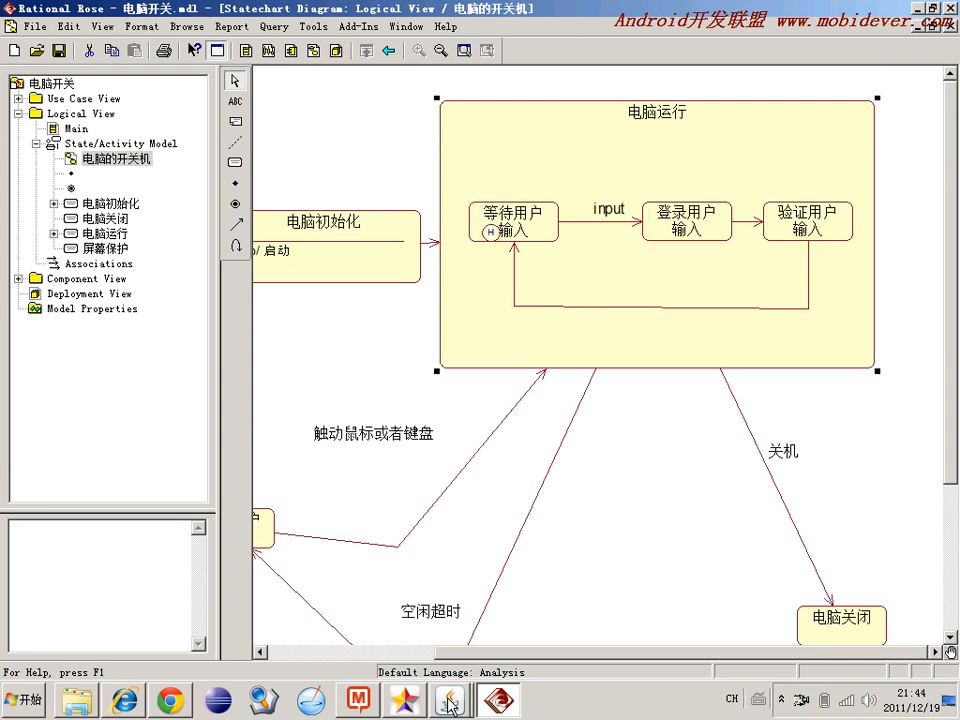 Rational Rose - 电脑开关.mdl - [Statechart Diagram: Logical View / 电脑的开关机]
Android开发联盟 www.mobidever.com
File Edit View Format Browse Report Query Tools Add-Ins Window Help
电脑开关
Use Case View
Logical View
Main
State/Activity Model
电脑的开关机
电脑初始化
电脑关闭
电脑运行
屏幕保护
Associations
Component View
Deployment View
Model Properties
ABC
电脑运行
电脑初始化
/ 启动
等待用户
输入
H
input
登录用户
输入
验证用户
输入
触动鼠标或者键盘
关机
空闲超时
电脑关闭
For Help, press F1
Default Language: Analysis
开始
CH
21:44
2011/12/19